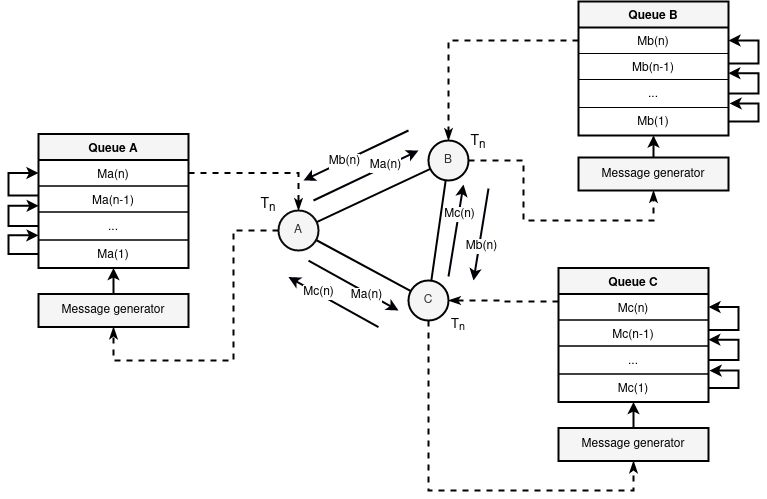 Queue B
Mb(n)
Mb(n-1)
...
Mb(1)
Message generator
Queue A
Ma(n)
Ma(n-1)
...
Ma(1)
Message generator
Mb(n)
Ma(n)
Tn
B
Tn
A
Mc(n)
Mb(n)
Mc(n)
Ma(n)
C
Tn
Queue C
Mc(n)
Mc(n-1)
...
Mc(1)
Message generator